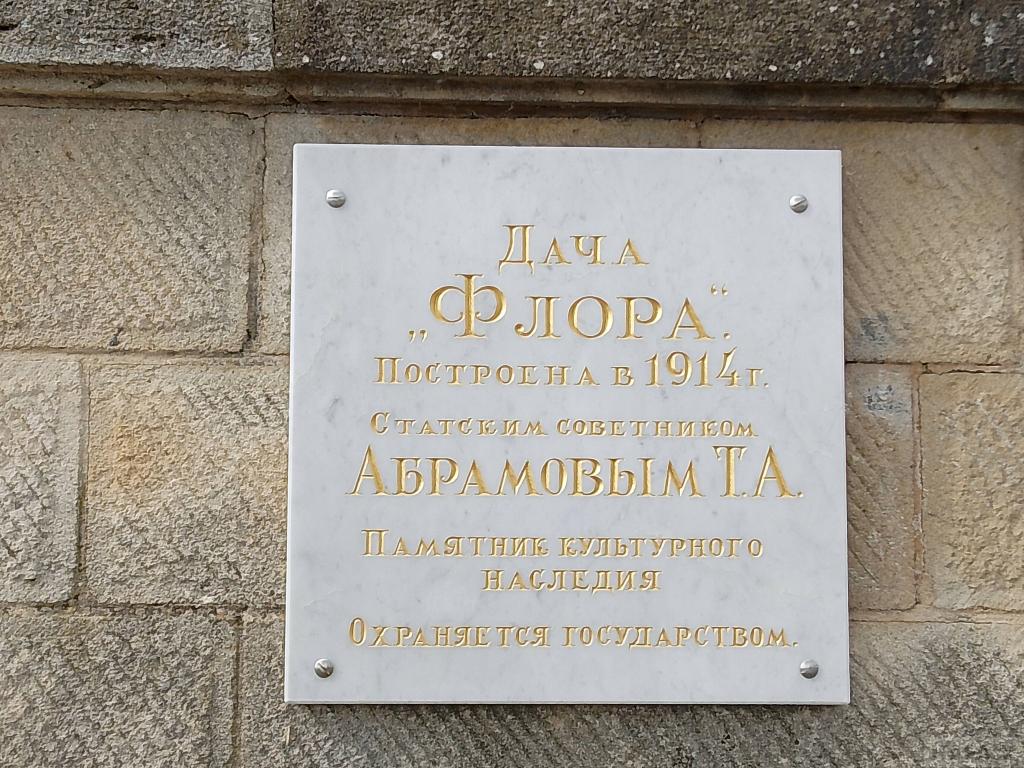 Дача
„Флора“.
Построена в 1914 г.
Статским советником
Абрамовым Т.А.
Памятник культурного
наследия
Охраняется государством.